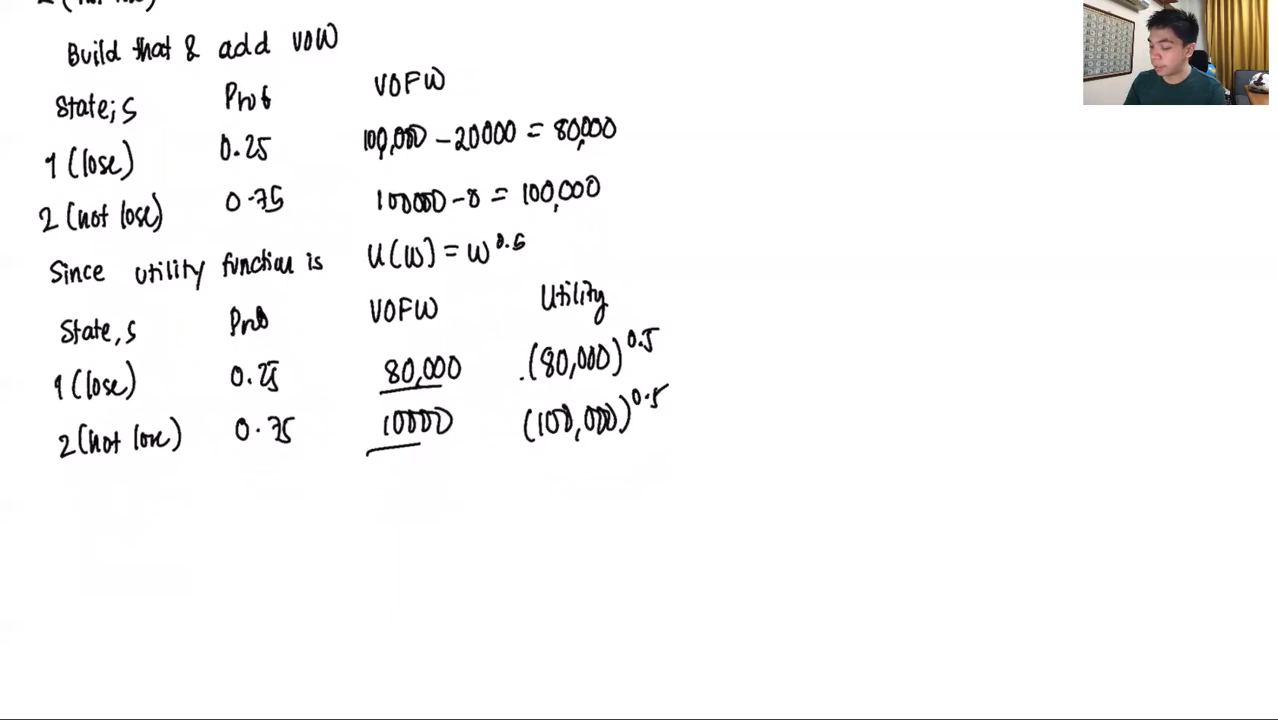 Build that & add VOW
State, S Prob VOFW
1 (lose) 0.25 100,000 - 20000 = 80,000
2 (not lose) 0.75 100000 - 0 = 100,000
Since utility function is U(W) = W^0.5
State, S Prob VOFW Utility
1 (lose) 0.25 80,000 (80,000)^0.5
2 (not lose) 0.75 10000 (100,000)^0.5